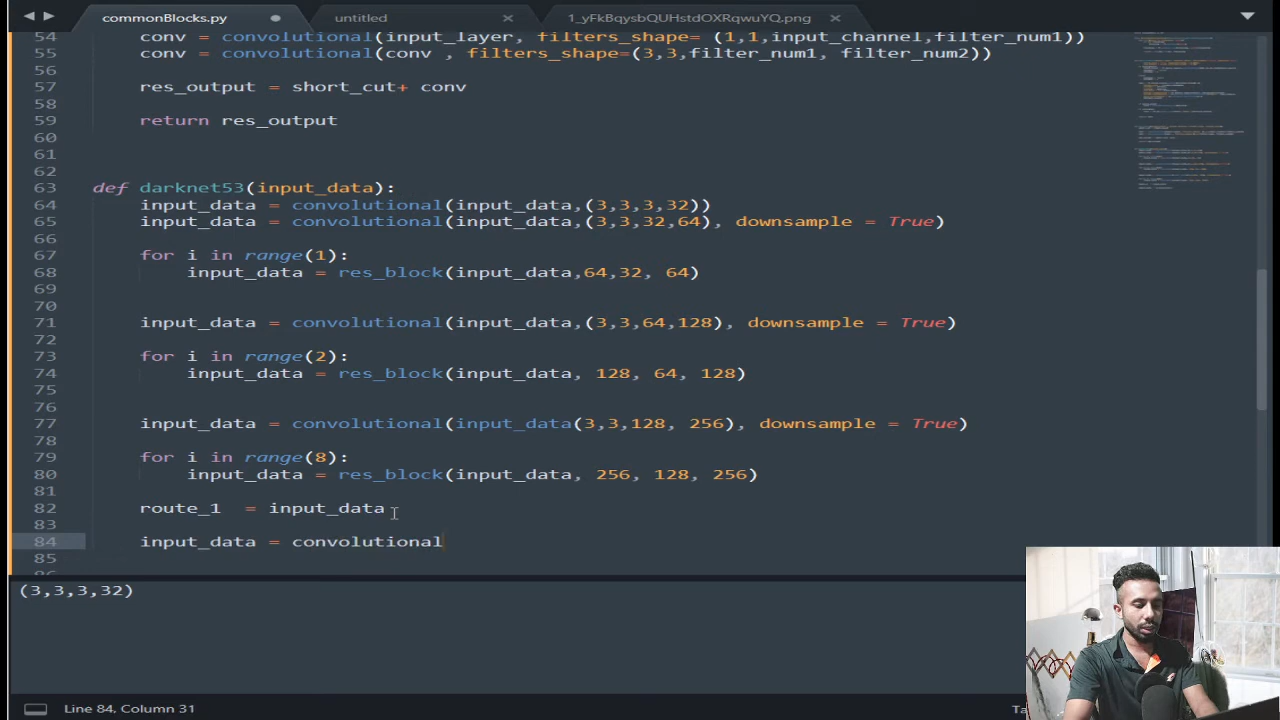 commonBlocks.py
untitled
1_yFkBqysbQUHstdOXRqwuYQ.png
54 conv = convolutional(input_layer, filters_shape= (1,1,input_channel,filter_num1))
55 conv = convolutional(conv , filters_shape=(3,3,filter_num1, filter_num2))
56
57 res_output = short_cut+ conv
58
59 return res_output
60
61
62
63 def darknet53(input_data):
64 input_data = convolutional(input_data,(3,3,3,32))
65 input_data = convolutional(input_data,(3,3,32,64), downsample = True)
66
67 for i in range(1):
68 input_data = res_block(input_data,64,32, 64)
69
70
71 input_data = convolutional(input_data,(3,3,64,128), downsample = True)
72
73 for i in range(2):
74 input_data = res_block(input_data, 128, 64, 128)
75
76
77 input_data = convolutional(input_data(3,3,128, 256), downsample = True)
78
79 for i in range(8):
80 input_data = res_block(input_data, 256, 128, 256)
81
82 route_1 = input_data
83
84 input_data = convolutional
85
(3,3,3,32)
Line 84, Column 31